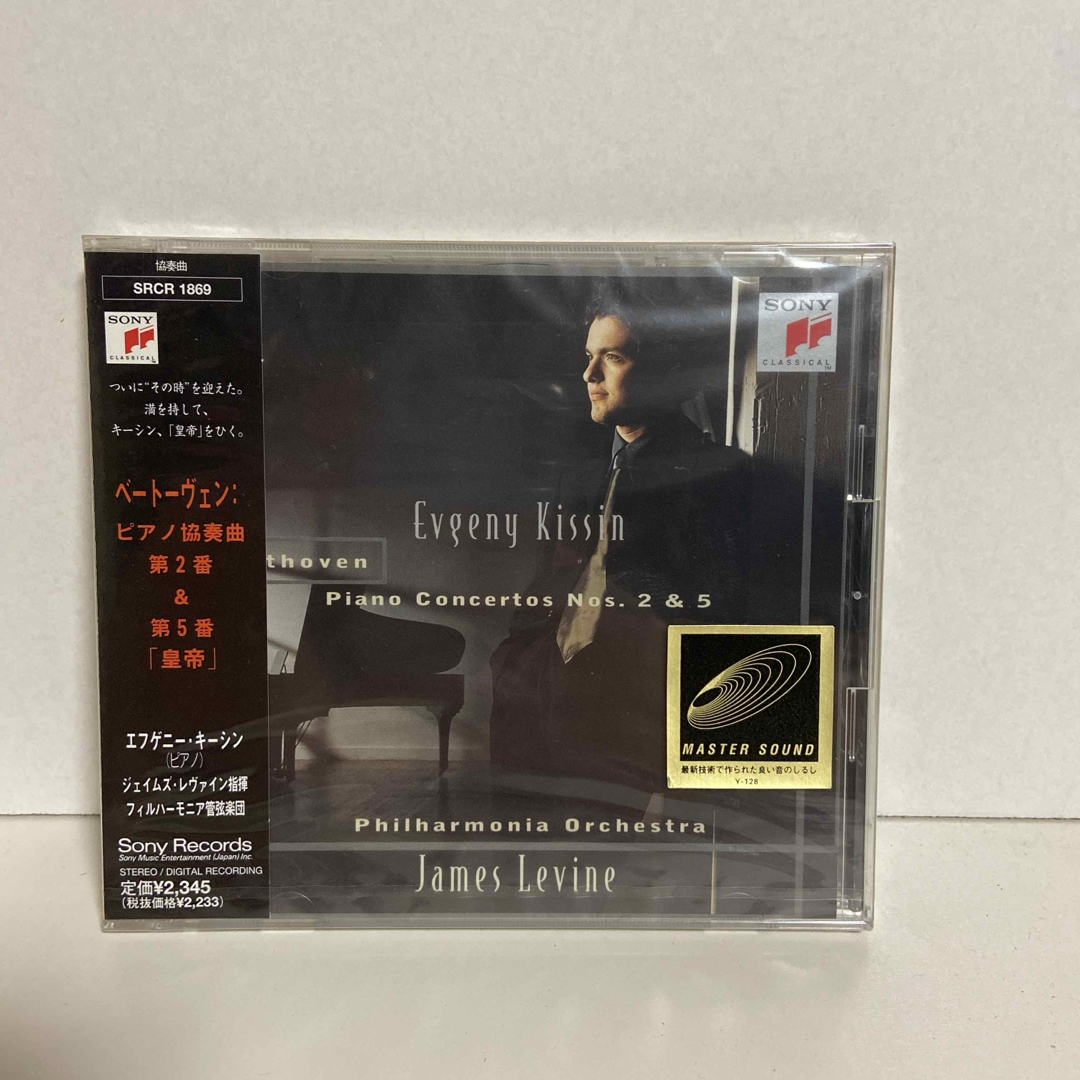 協奏曲
SRCR 1869
SONY
CLASSICAL
ついに"その時"を迎えた。
満を持して、
キーシン、「皇帝」をひく。
ベートーヴェン:
ピアノ協奏曲
第2番
&
第5番
「皇帝」
エフゲニー・キーシン
(ピアノ)
ジェイムズ・レヴァイン指揮
フィルハーモニア管弦楽団
Sony Records
Sony Music Entertainment (Japan) Inc.
STEREO / DIGITAL RECORDING
定価¥2,345
(税抜価格¥2,233)
SONY
CLASSICAL
TM
Evgeny Kissin
thoven
Piano Concertos Nos. 2 & 5
MASTER SOUND
最新技術で作られた良い音のしるし
Y-128
Philharmonia Orchestra
James Levine